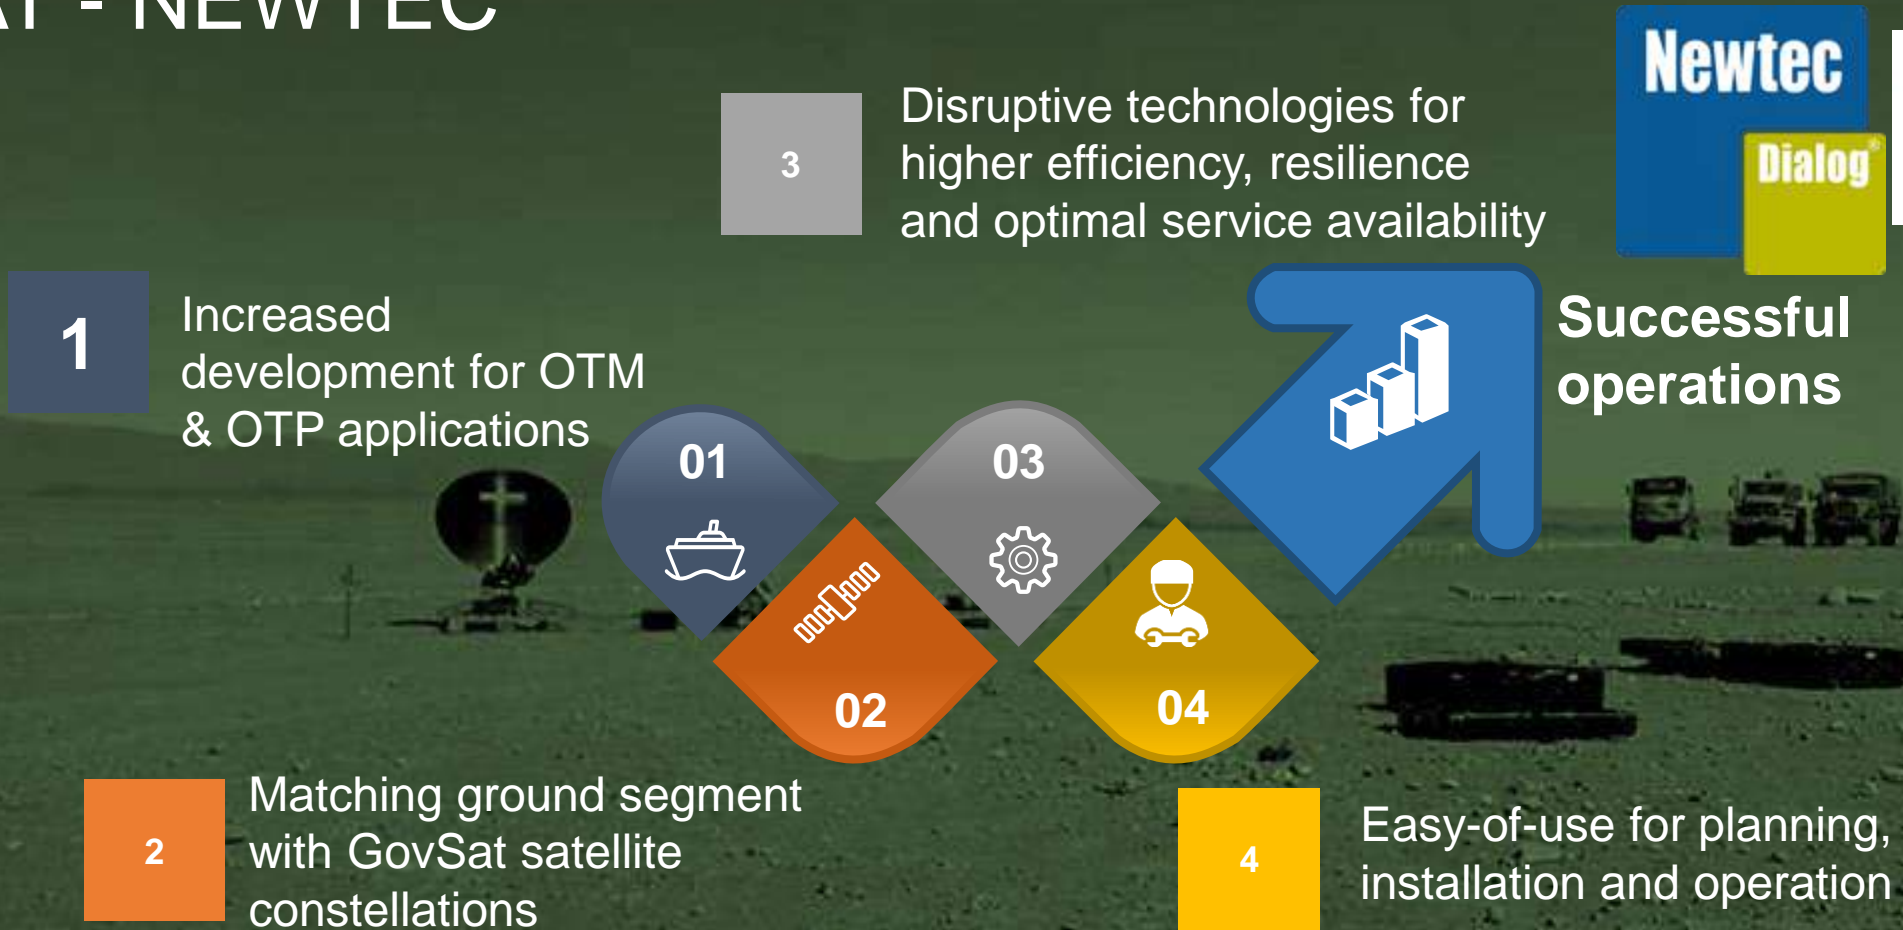 - NEWTEC
Newtec
Dialog®
3
Disruptive technologies for
higher efficiency, resilience
and optimal service availability
1
Increased
development for OTM
& OTP applications
Successful
operations
01
03
02
04
2
Matching ground segment
with GovSat satellite
constellations
4
Easy-of-use for planning,
installation and operation